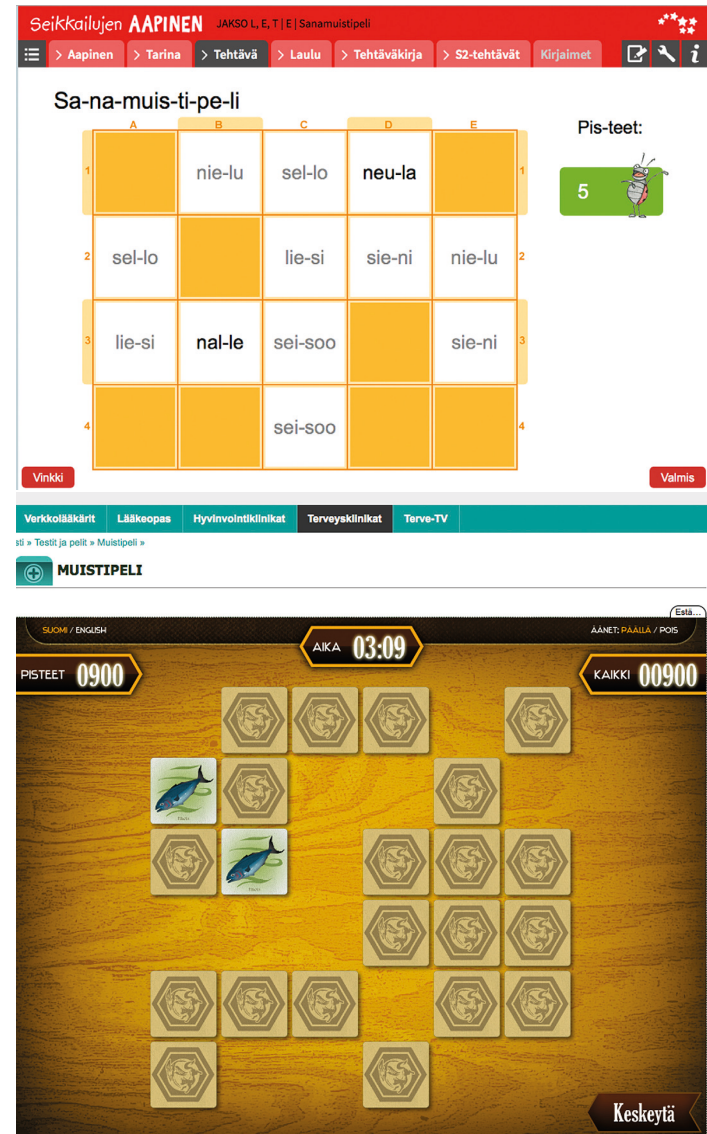 Seikkailujen AAPINEN JAKSO L, E, T | E | Sanamuistipeli
> Aapinen > Tarina > Tehtävä > Laulu > Tehtäväkirja > S2-tehtävät Kirjaimet i
Sa-na-muis-ti-pe-li
Pis-teet:
A B C D E
1 nie-lu sel-lo neu-la 1
5
2 sel-lo lie-si sie-ni nie-lu 2
3 lie-si nal-le sei-soo sie-ni 3
4 sei-soo 4
Vinkki Valmis
Verkkolääkärit Lääkeopas Hyvinvointiklinikat Terveysklinikat Terve-TV
sti » Testit ja pelit » Muistipeli »
MUISTIPELI
Estä...
SUOMI / ENGLISH
AIKA 03:09
ÄÄNET: PÄÄLLÄ / POIS
PISTEET 0900
KAIKKI 00900
Keskeytä